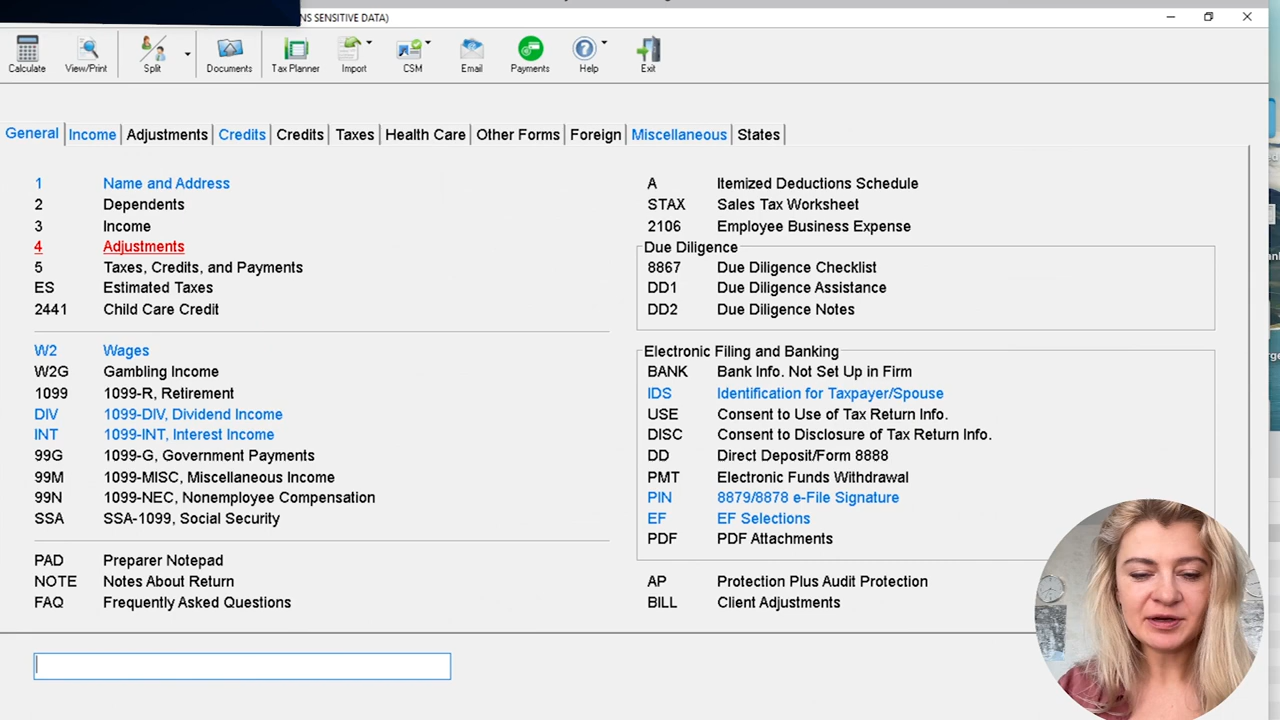 NS SENSITIVE DATA)
Calculate View/Print Split Documents Tax Planner Import CSM Email Payments Help Exit
General Income Adjustments Credits Credits Taxes Health Care Other Forms Foreign Miscellaneous States
1 Name and Address
2 Dependents
3 Income
4 Adjustments
5 Taxes, Credits, and Payments
ES Estimated Taxes
2441 Child Care Credit
W2 Wages
W2G Gambling Income
1099 1099-R, Retirement
DIV 1099-DIV, Dividend Income
INT 1099-INT, Interest Income
99G 1099-G, Government Payments
99M 1099-MISC, Miscellaneous Income
99N 1099-NEC, Nonemployee Compensation
SSA SSA-1099, Social Security
PAD Preparer Notepad
NOTE Notes About Return
FAQ Frequently Asked Questions
A Itemized Deductions Schedule
STAX Sales Tax Worksheet
2106 Employee Business Expense
Due Diligence
8867 Due Diligence Checklist
DD1 Due Diligence Assistance
DD2 Due Diligence Notes
Electronic Filing and Banking
BANK Bank Info. Not Set Up in Firm
IDS Identification for Taxpayer/Spouse
USE Consent to Use of Tax Return Info.
DISC Consent to Disclosure of Tax Return Info.
DD Direct Deposit/Form 8888
PMT Electronic Funds Withdrawal
PIN 8879/8878 e-File Signature
EF EF Selections
PDF PDF Attachments
AP Protection Plus Audit Protection
BILL Client Adjustments